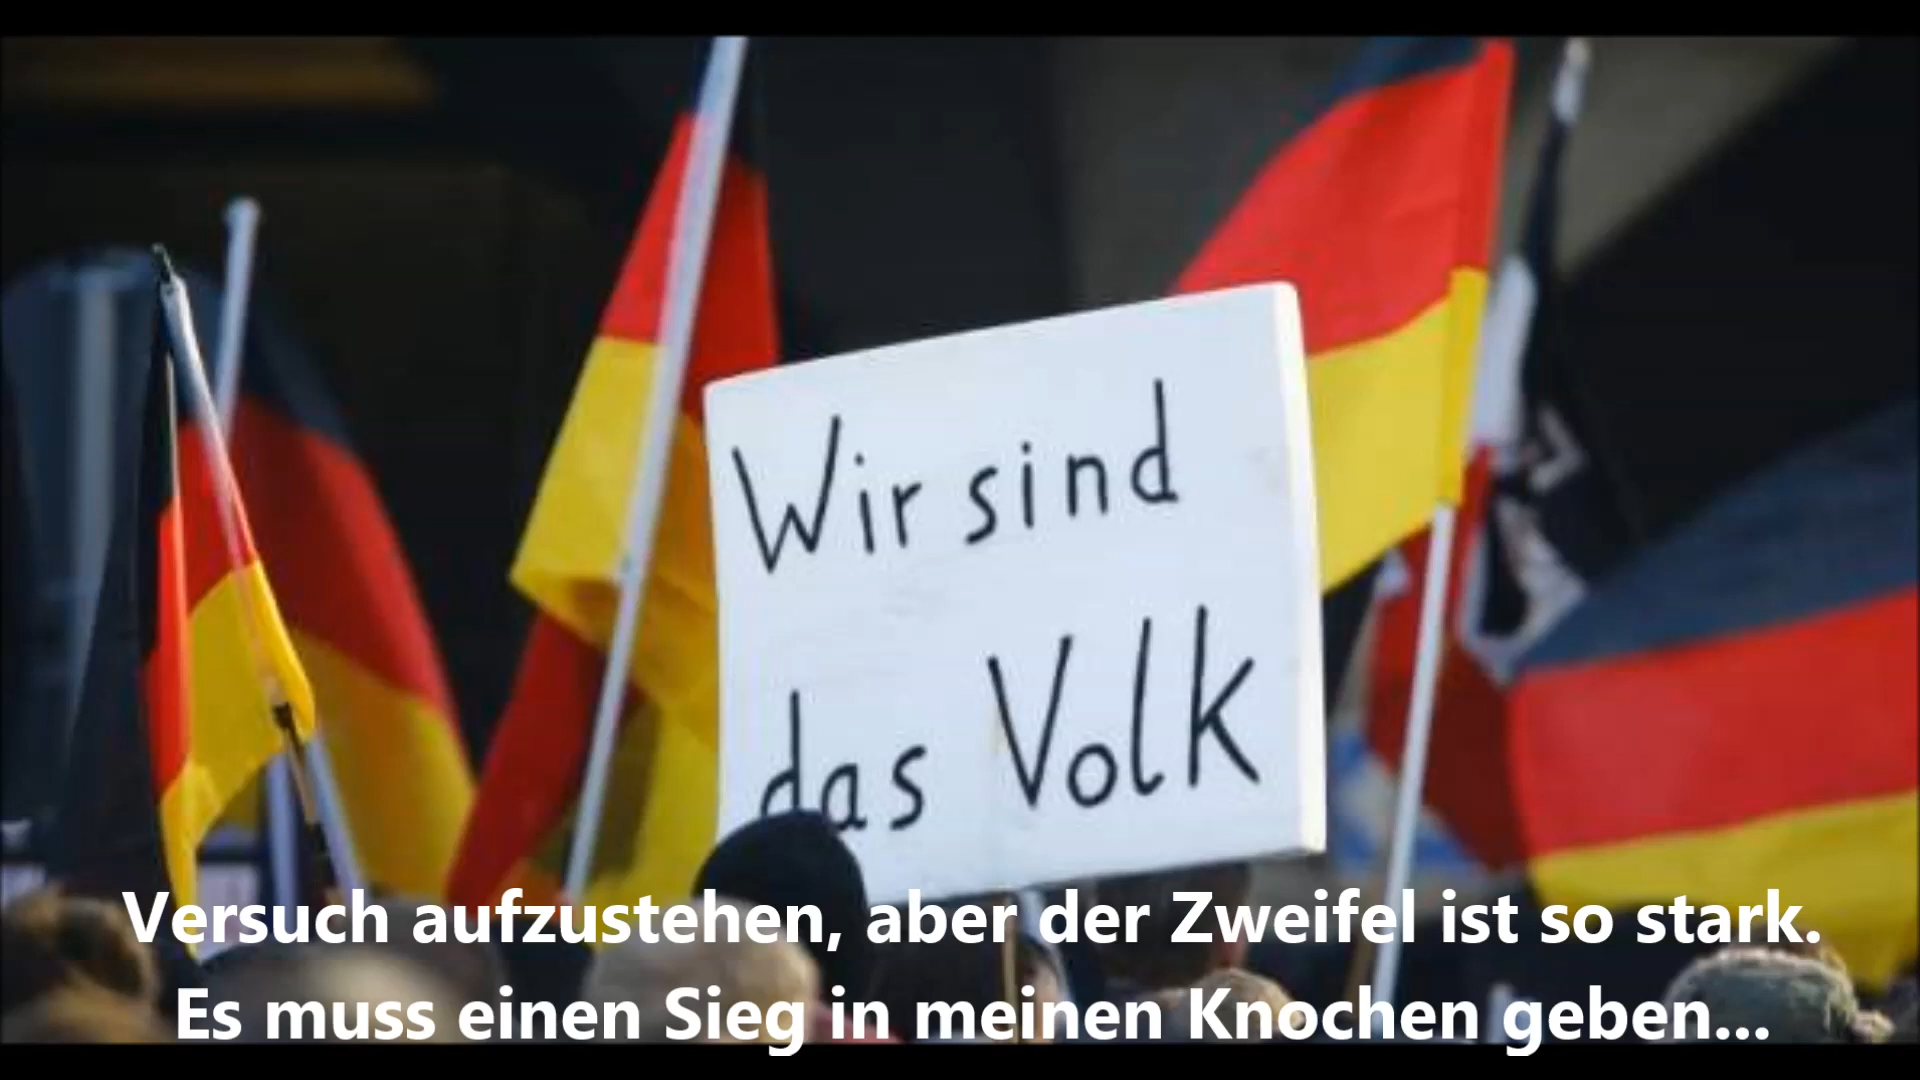 Wir sind
das Volk
Versuch aufzustehen, aber der Zweifel ist so stark.
Es muss einen Sieg in meinen Knochen geben...